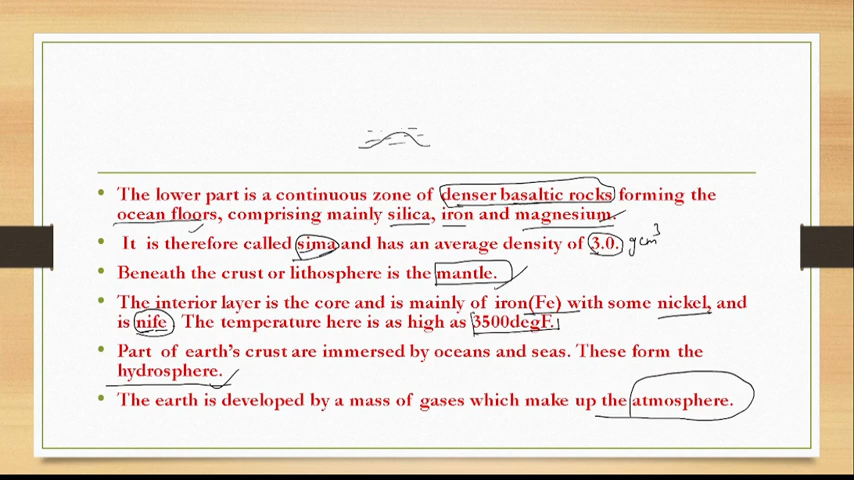 • The lower part is a continuous zone of denser basaltic rocks forming the
ocean floors, comprising mainly silica, iron and magnesium.
• It is therefore called sima and has an average density of 3.0. gcm³
• Beneath the crust or lithosphere is the mantle.
• The interior layer is the core and is mainly of iron(Fe) with some nickel, and
is nife. The temperature here is as high as 3500degF.
• Part of earth's crust are immersed by oceans and seas. These form the
hydrosphere.
• The earth is developed by a mass of gases which make up the atmosphere.